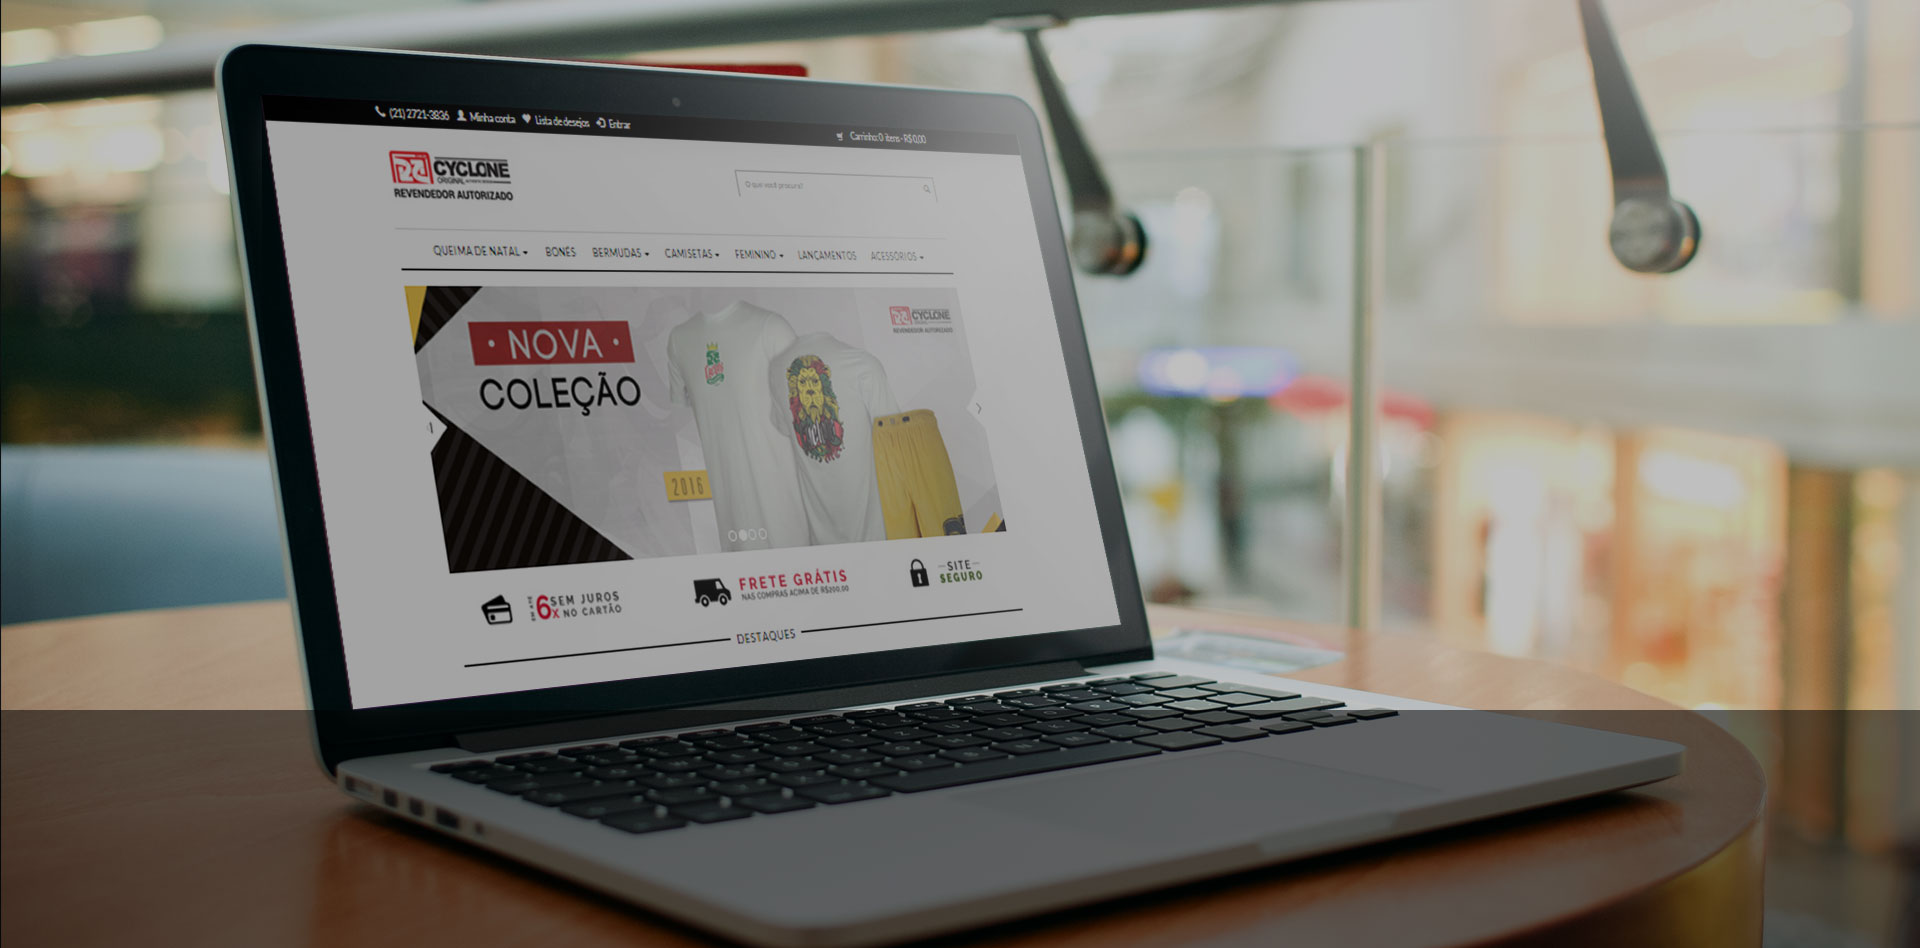 (21) 2721-3836 Minha conta Lista de desejos Entrar
Carrinho: 0 itens - R$ 0,00
CYCLONE
ORIGINAL
REVENDEDOR AUTORIZADO
O que você procura?
QUEIMA DE NATAL BONÉS BERMUDAS CAMISETAS FEMININO LANÇAMENTOS ACESSÓRIOS
• NOVA •
COLEÇÃO
2016
CYCLONE
REVENDEDOR AUTORIZADO
EM ATÉ
6X SEM JUROS
NO CARTÃO
FRETE GRÁTIS
NAS COMPRAS ACIMA DE R$200,00
SITE
SEGURO
DESTAQUES